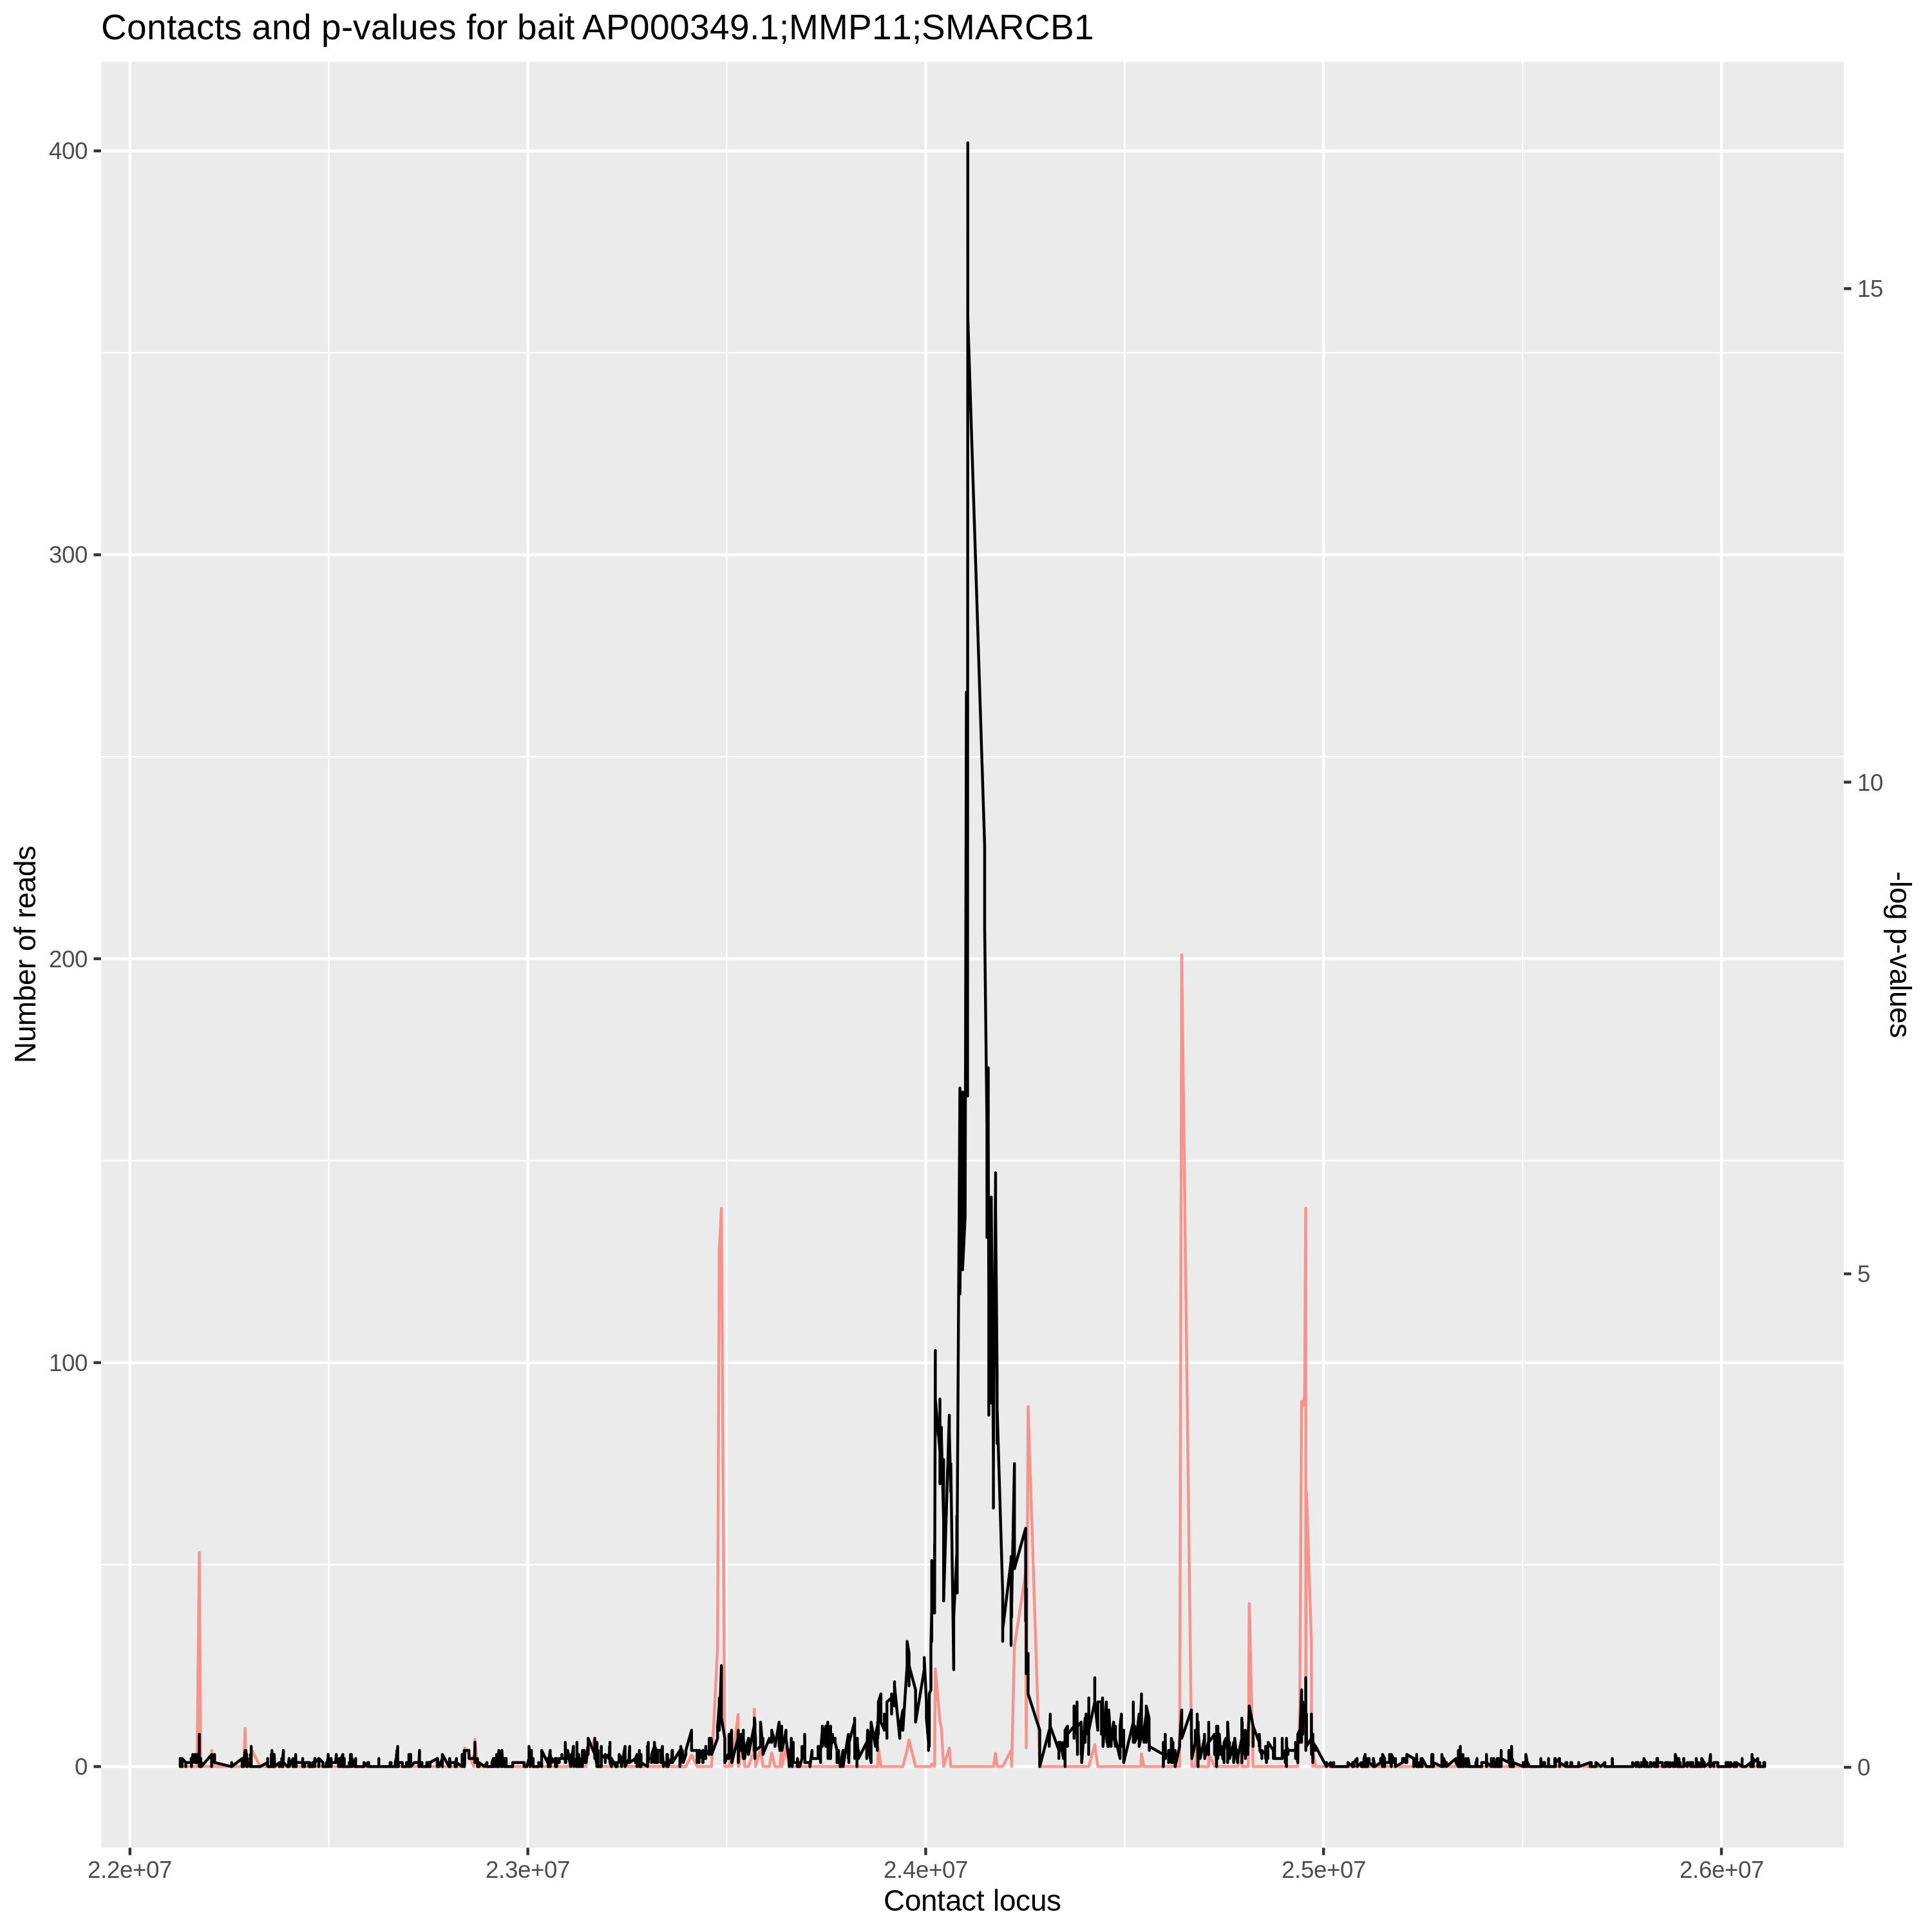 Contacts and p-values for bait AP000349.1;MMP11;SMARCB1
400
300
200
100
0
Number of reads
15
10
5
0
-log p-values
2.2e+07 2.3e+07 2.4e+07 2.5e+07 2.6e+07
Contact locus